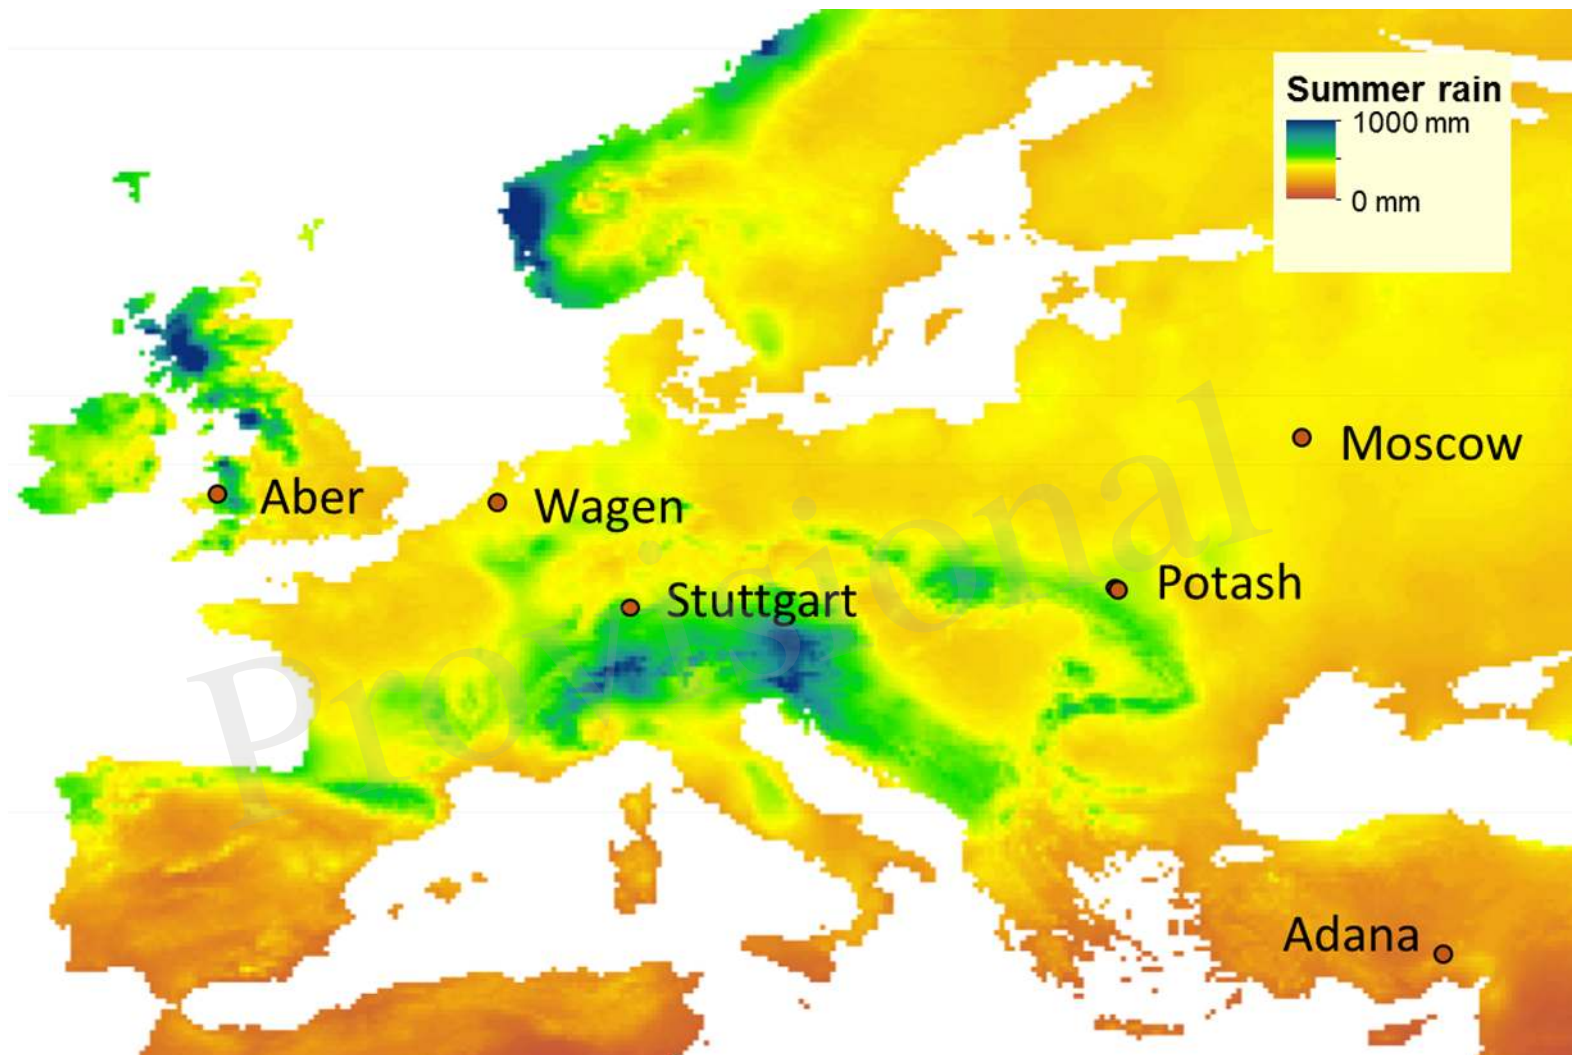 Summer rain
1000 mm
0 mm
Moscow
Aber
Wagen
Potash
Stuttgart
Adana
Provisional